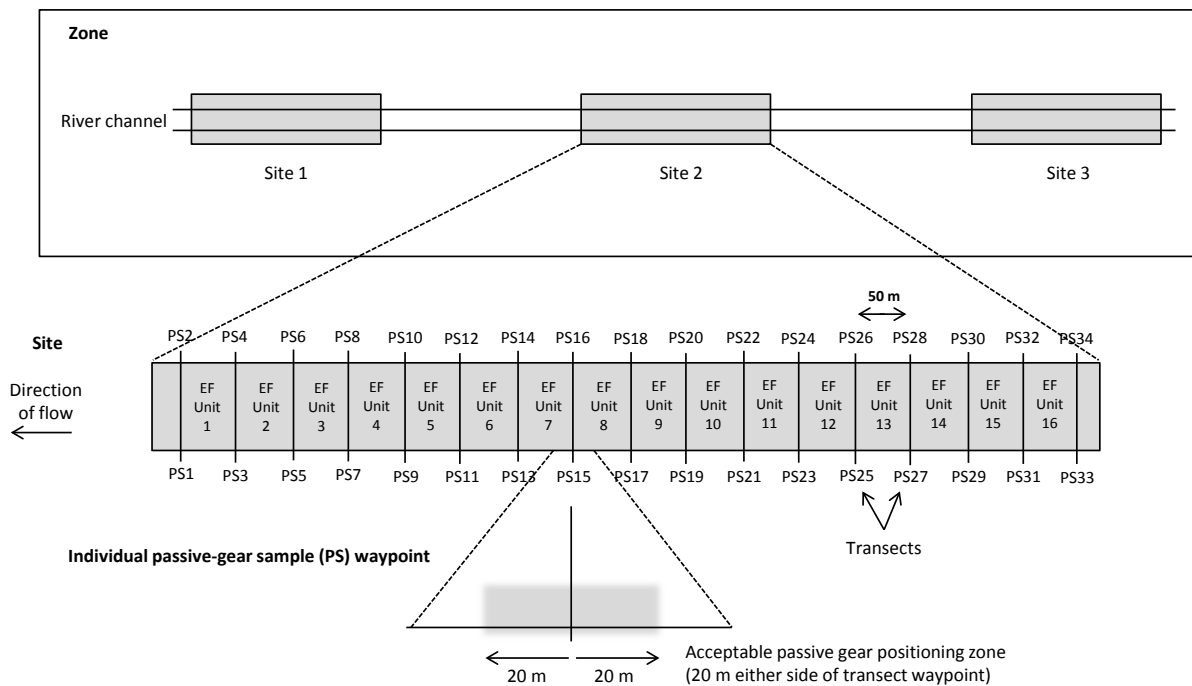 Zone
River channel
Site 1
Site 2
Site 3
50 m
PS2 PS4 PS6 PS8 PS10 PS12 PS14 PS16 PS18 PS20 PS22 PS24 PS26 PS28 PS30 PS32 PS34
Site
Direction
of flow
EF
Unit
1
EF
Unit
2
EF
Unit
3
EF
Unit
4
EF
Unit
5
EF
Unit
6
EF
Unit
7
EF
Unit
8
EF
Unit
9
EF
Unit
10
EF
Unit
11
EF
Unit
12
EF
Unit
13
EF
Unit
14
EF
Unit
15
EF
Unit
16
PS1 PS3 PS5 PS7 PS9 PS11 PS13 PS15 PS17 PS19 PS21 PS23 PS25 PS27 PS29 PS31 PS33
Transects
Individual passive-gear sample (PS) waypoint
20 m
20 m
Acceptable passive gear positioning zone
(20 m either side of transect waypoint)